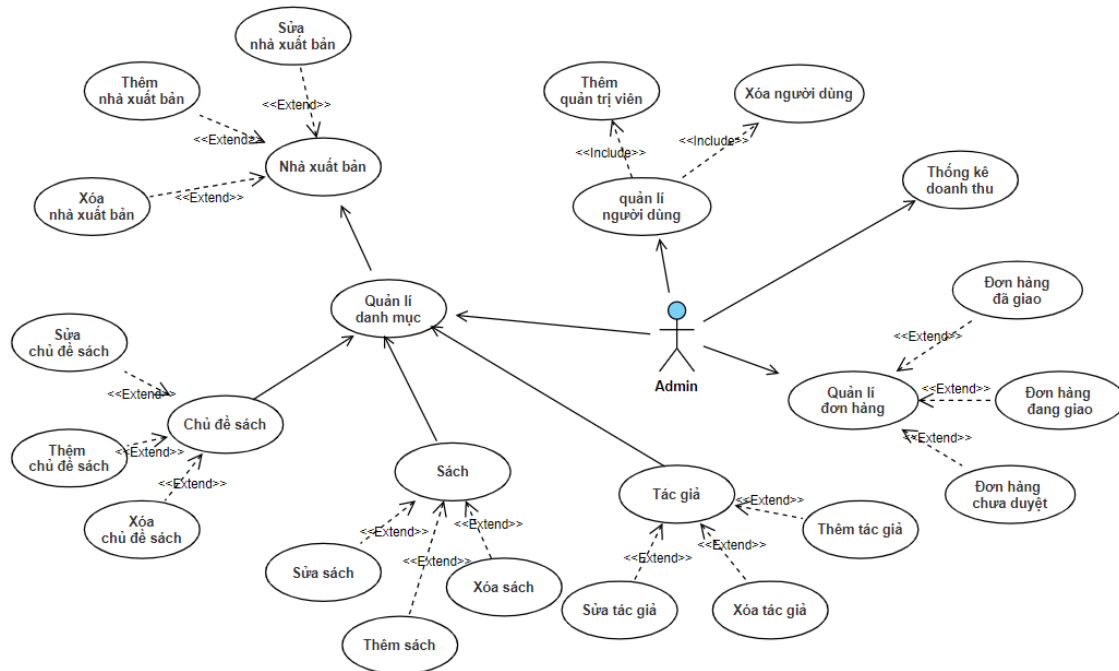 Sửa
nhà xuất bản
Thêm
nhà xuất bản
<<Extend>>
<<Extend>>
Nhà xuất bản
Xóa
nhà xuất bản
<<Extend>>
Thêm
quản trị viên
Xóa người dùng
<<Include>>
<<Include>>
quản lí
người dùng
Thống kê
doanh thu
Quản lí
danh mục
Admin
Đơn hàng
đã giao
<<Extend>>
Quản lí
đơn hàng
<<Extend>>
Đơn hàng
đang giao
<<Extend>>
Đơn hàng
chưa duyệt
Sửa
chủ đề sách
<<Extend>>
Chủ đề sách
Thêm
chủ đề sách
<<Extend>>
<<Extend>>
Xóa
chủ đề sách
Sách
<<Extend>>
<<Extend>>
<<Extend>>
Sửa sách
Xóa sách
Thêm sách
Tác giả
<<Extend>>
Thêm tác giả
<<Extend>>
<<Extend>>
Sửa tác giả
Xóa tác giả